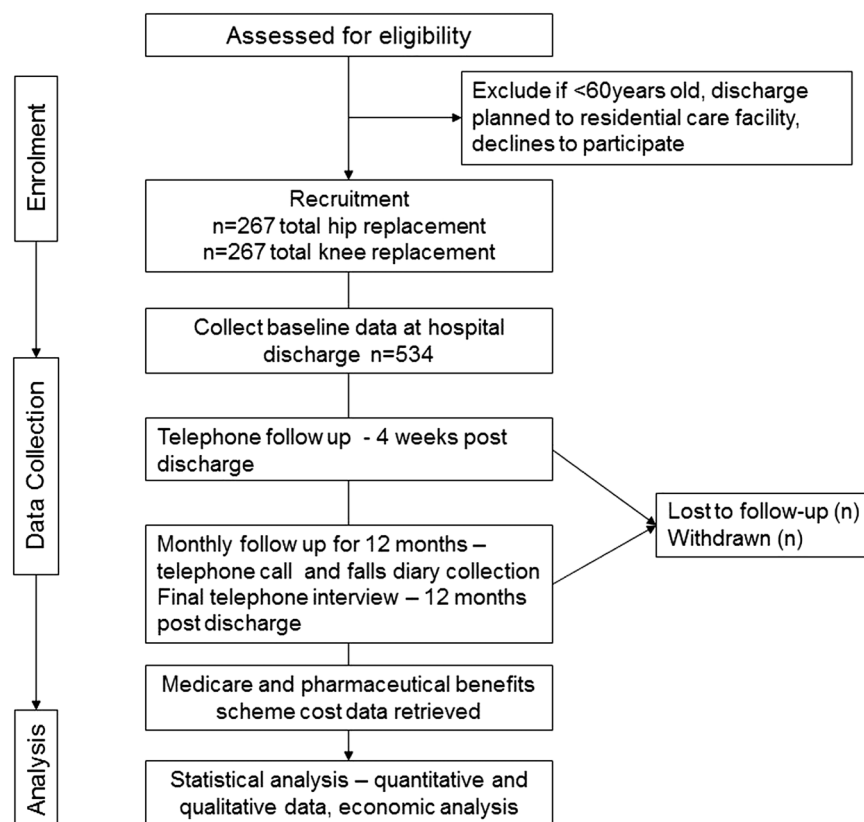 Assessed for eligibility
Enrolment
Exclude if <60years old, discharge
planned to residential care facility,
declines to participate
Recruitment
n=267 total hip replacement
n=267 total knee replacement
Collect baseline data at hospital
discharge n=534
Data Collection
Telephone follow up - 4 weeks post
discharge
Lost to follow-up (n)
Withdrawn (n)
Monthly follow up for 12 months –
telephone call and falls diary collection
Final telephone interview – 12 months
post discharge
Medicare and pharmaceutical benefits
scheme cost data retrieved
Analysis
Statistical analysis – quantitative and
qualitative data, economic analysis